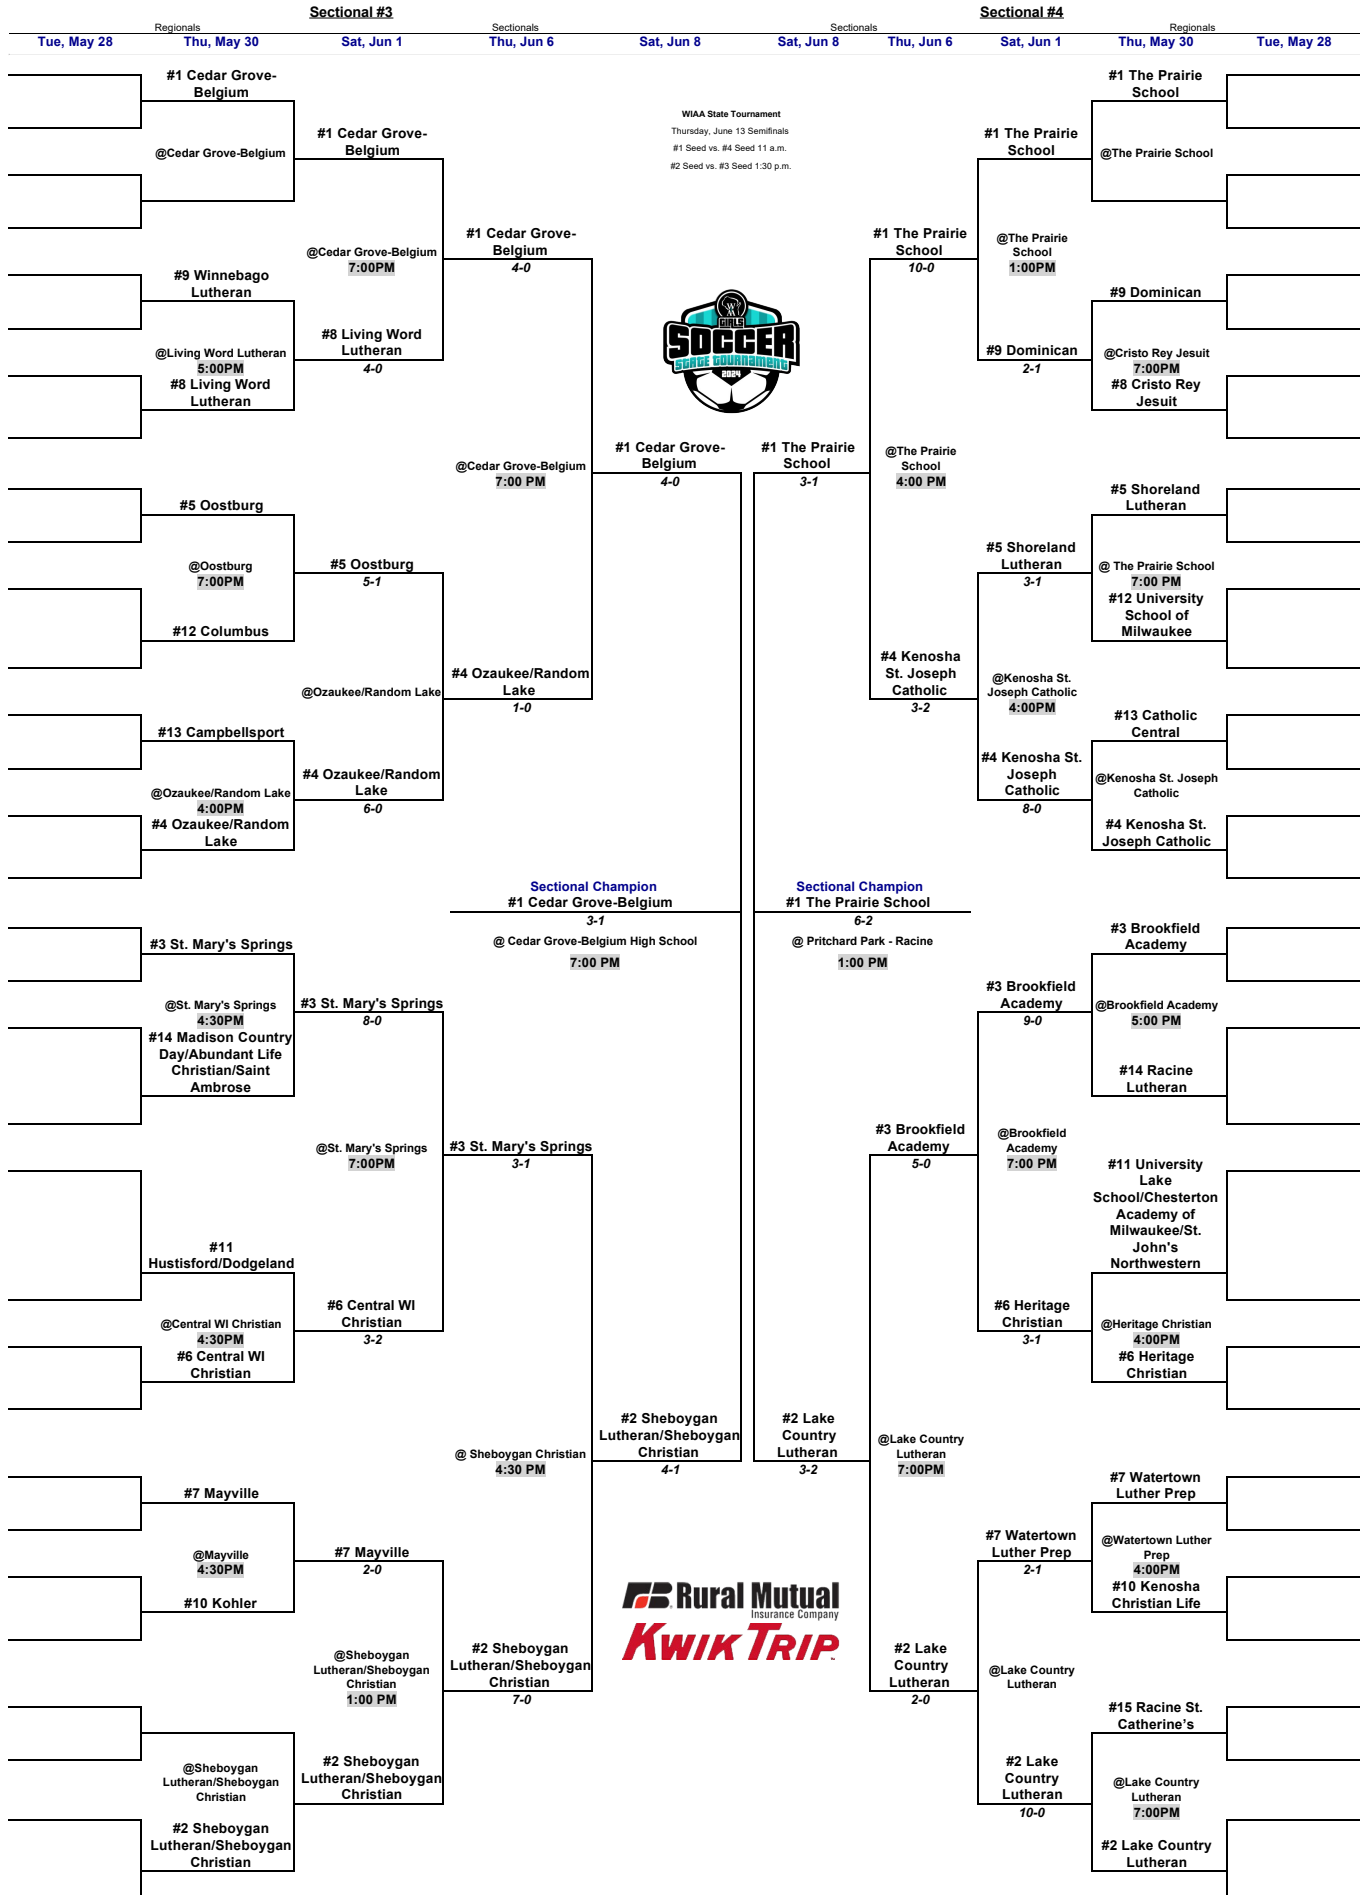 Sectional #3
Sectional #4
Regionals
Sectionals
Sectionals
Regionals
Tue, May 28
Thu, May 30
Sat, Jun 1
Thu, Jun 6
Sat, Jun 8
Sat, Jun 8
Thu, Jun 6
Sat, Jun 1
Thu, May 30
Tue, May 28
#1 Cedar Grove-
Belgium
@Cedar Grove-Belgium
#9 Winnebago
Lutheran
@Living Word Lutheran
5:00PM
#8 Living Word
Lutheran
#5 Oostburg
@Oostburg
7:00PM
#12 Columbus
#13 Campbellsport
@Ozaukee/Random Lake
4:00PM
#4 Ozaukee/Random
Lake
#3 St. Mary's Springs
@St. Mary's Springs
4:30PM
#14 Madison Country
Day/Abundant Life
Christian/Saint
Ambrose
#11
Hustisford/Dodgeland
@Central WI Christian
4:30PM
#6 Central WI
Christian
#7 Mayville
@Mayville
4:30PM
#10 Kohler
@Sheboygan
Lutheran/Sheboygan
Christian
#2 Sheboygan
Lutheran/Sheboygan
Christian
#1 Cedar Grove-
Belgium
@Cedar Grove-Belgium
7:00PM
#8 Living Word
Lutheran
4-0
#5 Oostburg
5-1
@Ozaukee/Random Lake
#4 Ozaukee/Random
Lake
6-0
#3 St. Mary's Springs
8-0
@St. Mary's Springs
7:00PM
#6 Central WI
Christian
3-2
#7 Mayville
2-0
@Sheboygan
Lutheran/Sheboygan
Christian
1:00 PM
#2 Sheboygan
Lutheran/Sheboygan
Christian
#1 Cedar Grove-
Belgium
4-0
@Cedar Grove-Belgium
7:00 PM
#4 Ozaukee/Random
Lake
1-0
#3 St. Mary's Springs
3-1
@ Sheboygan Christian
4:30 PM
#2 Sheboygan
Lutheran/Sheboygan
Christian
7-0
#1 Cedar Grove-
Belgium
4-0
Sectional Champion
#1 Cedar Grove-Belgium
3-1
@ Cedar Grove-Belgium High School
7:00 PM
#2 Sheboygan
Lutheran/Sheboygan
Christian
4-1
WIAA State Tournament
Thursday, June 13 Semifinals
#1 Seed vs. #4 Seed 11 a.m.
#2 Seed vs. #3 Seed 1:30 p.m.
GIRLS
SOCCER
STATE TOURNAMENT
2024
Rural Mutual
Insurance Company
KWIK TRIP
#1 The Prairie
School
3-1
Sectional Champion
#1 The Prairie School
6-2
@ Pritchard Park - Racine
1:00 PM
#2 Lake
Country
Lutheran
3-2
#1 The Prairie
School
10-0
@The Prairie
School
4:00 PM
#4 Kenosha
St. Joseph
Catholic
3-2
#3 Brookfield
Academy
5-0
@Lake Country
Lutheran
7:00PM
#2 Lake
Country
Lutheran
2-0
#1 The Prairie
School
@The Prairie
School
1:00PM
#9 Dominican
2-1
#5 Shoreland
Lutheran
3-1
@Kenosha St.
Joseph Catholic
4:00PM
#4 Kenosha St.
Joseph
Catholic
8-0
#3 Brookfield
Academy
9-0
@Brookfield
Academy
7:00 PM
#6 Heritage
Christian
3-1
#7 Watertown
Luther Prep
2-1
@Lake Country
Lutheran
#2 Lake
Country
Lutheran
10-0
#1 The Prairie
School
@The Prairie School
#9 Dominican
@Cristo Rey Jesuit
7:00PM
#8 Cristo Rey
Jesuit
#5 Shoreland
Lutheran
@ The Prairie School
7:00 PM
#12 University
School of
Milwaukee
#13 Catholic
Central
@Kenosha St. Joseph
Catholic
#4 Kenosha St.
Joseph Catholic
#3 Brookfield
Academy
@Brookfield Academy
5:00 PM
#14 Racine
Lutheran
#11 University
Lake
School/Chesterton
Academy of
Milwaukee/St.
John's
Northwestern
@Heritage Christian
4:00PM
#6 Heritage
Christian
#7 Watertown
Luther Prep
@Watertown Luther
Prep
4:00PM
#10 Kenosha
Christian Life
#15 Racine St.
Catherine’s
@Lake Country
Lutheran
7:00PM
#2 Lake Country
Lutheran